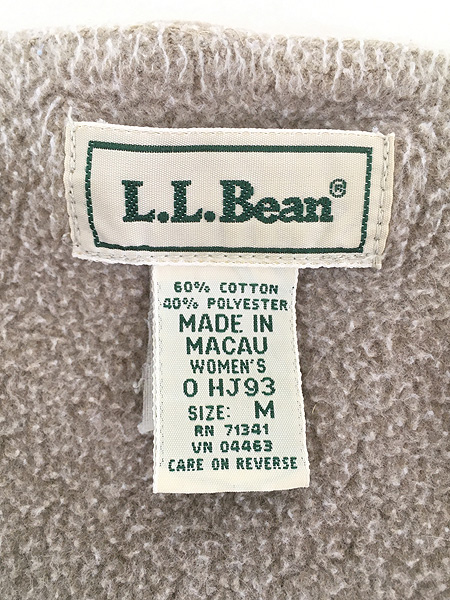 L.L.Bean®
60% COTTON
40% POLYESTER
MADE IN
MACAU
WOMEN'S
0 HJ93
SIZE: M
RN 71341
VN 04463
CARE ON REVERSE